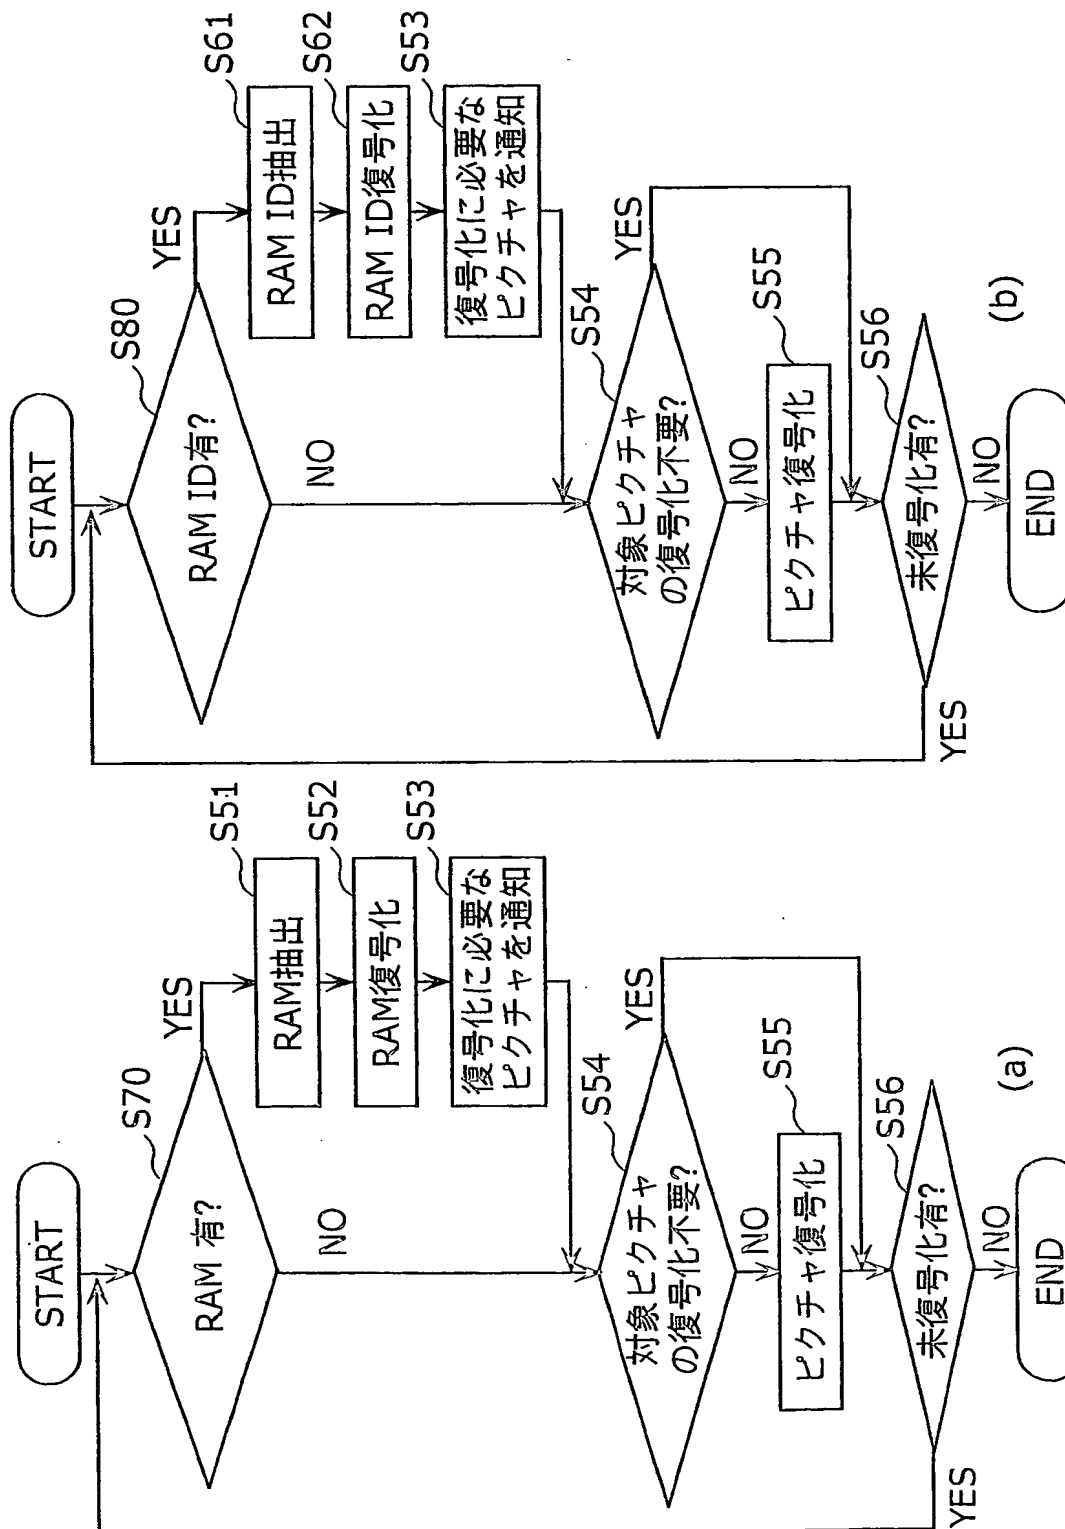 START
S70
RAM 有?
YES
NO
S51
RAM抽出
S52
RAM復号化
S53
復号化に必要な
ピクチャを通知
S54
対象ピクチャ
の復号化不要?
YES
NO
S55
ピクチャ復号化
S56
未復号化有?
YES
NO
END
(a)
START
S80
RAM ID有?
YES
NO
S61
RAM ID抽出
S62
RAM ID復号化
S53
復号化に必要な
ピクチャを通知
S54
対象ピクチャ
の復号化不要?
YES
NO
S55
ピクチャ復号化
S56
未復号化有?
YES
NO
END
(b)